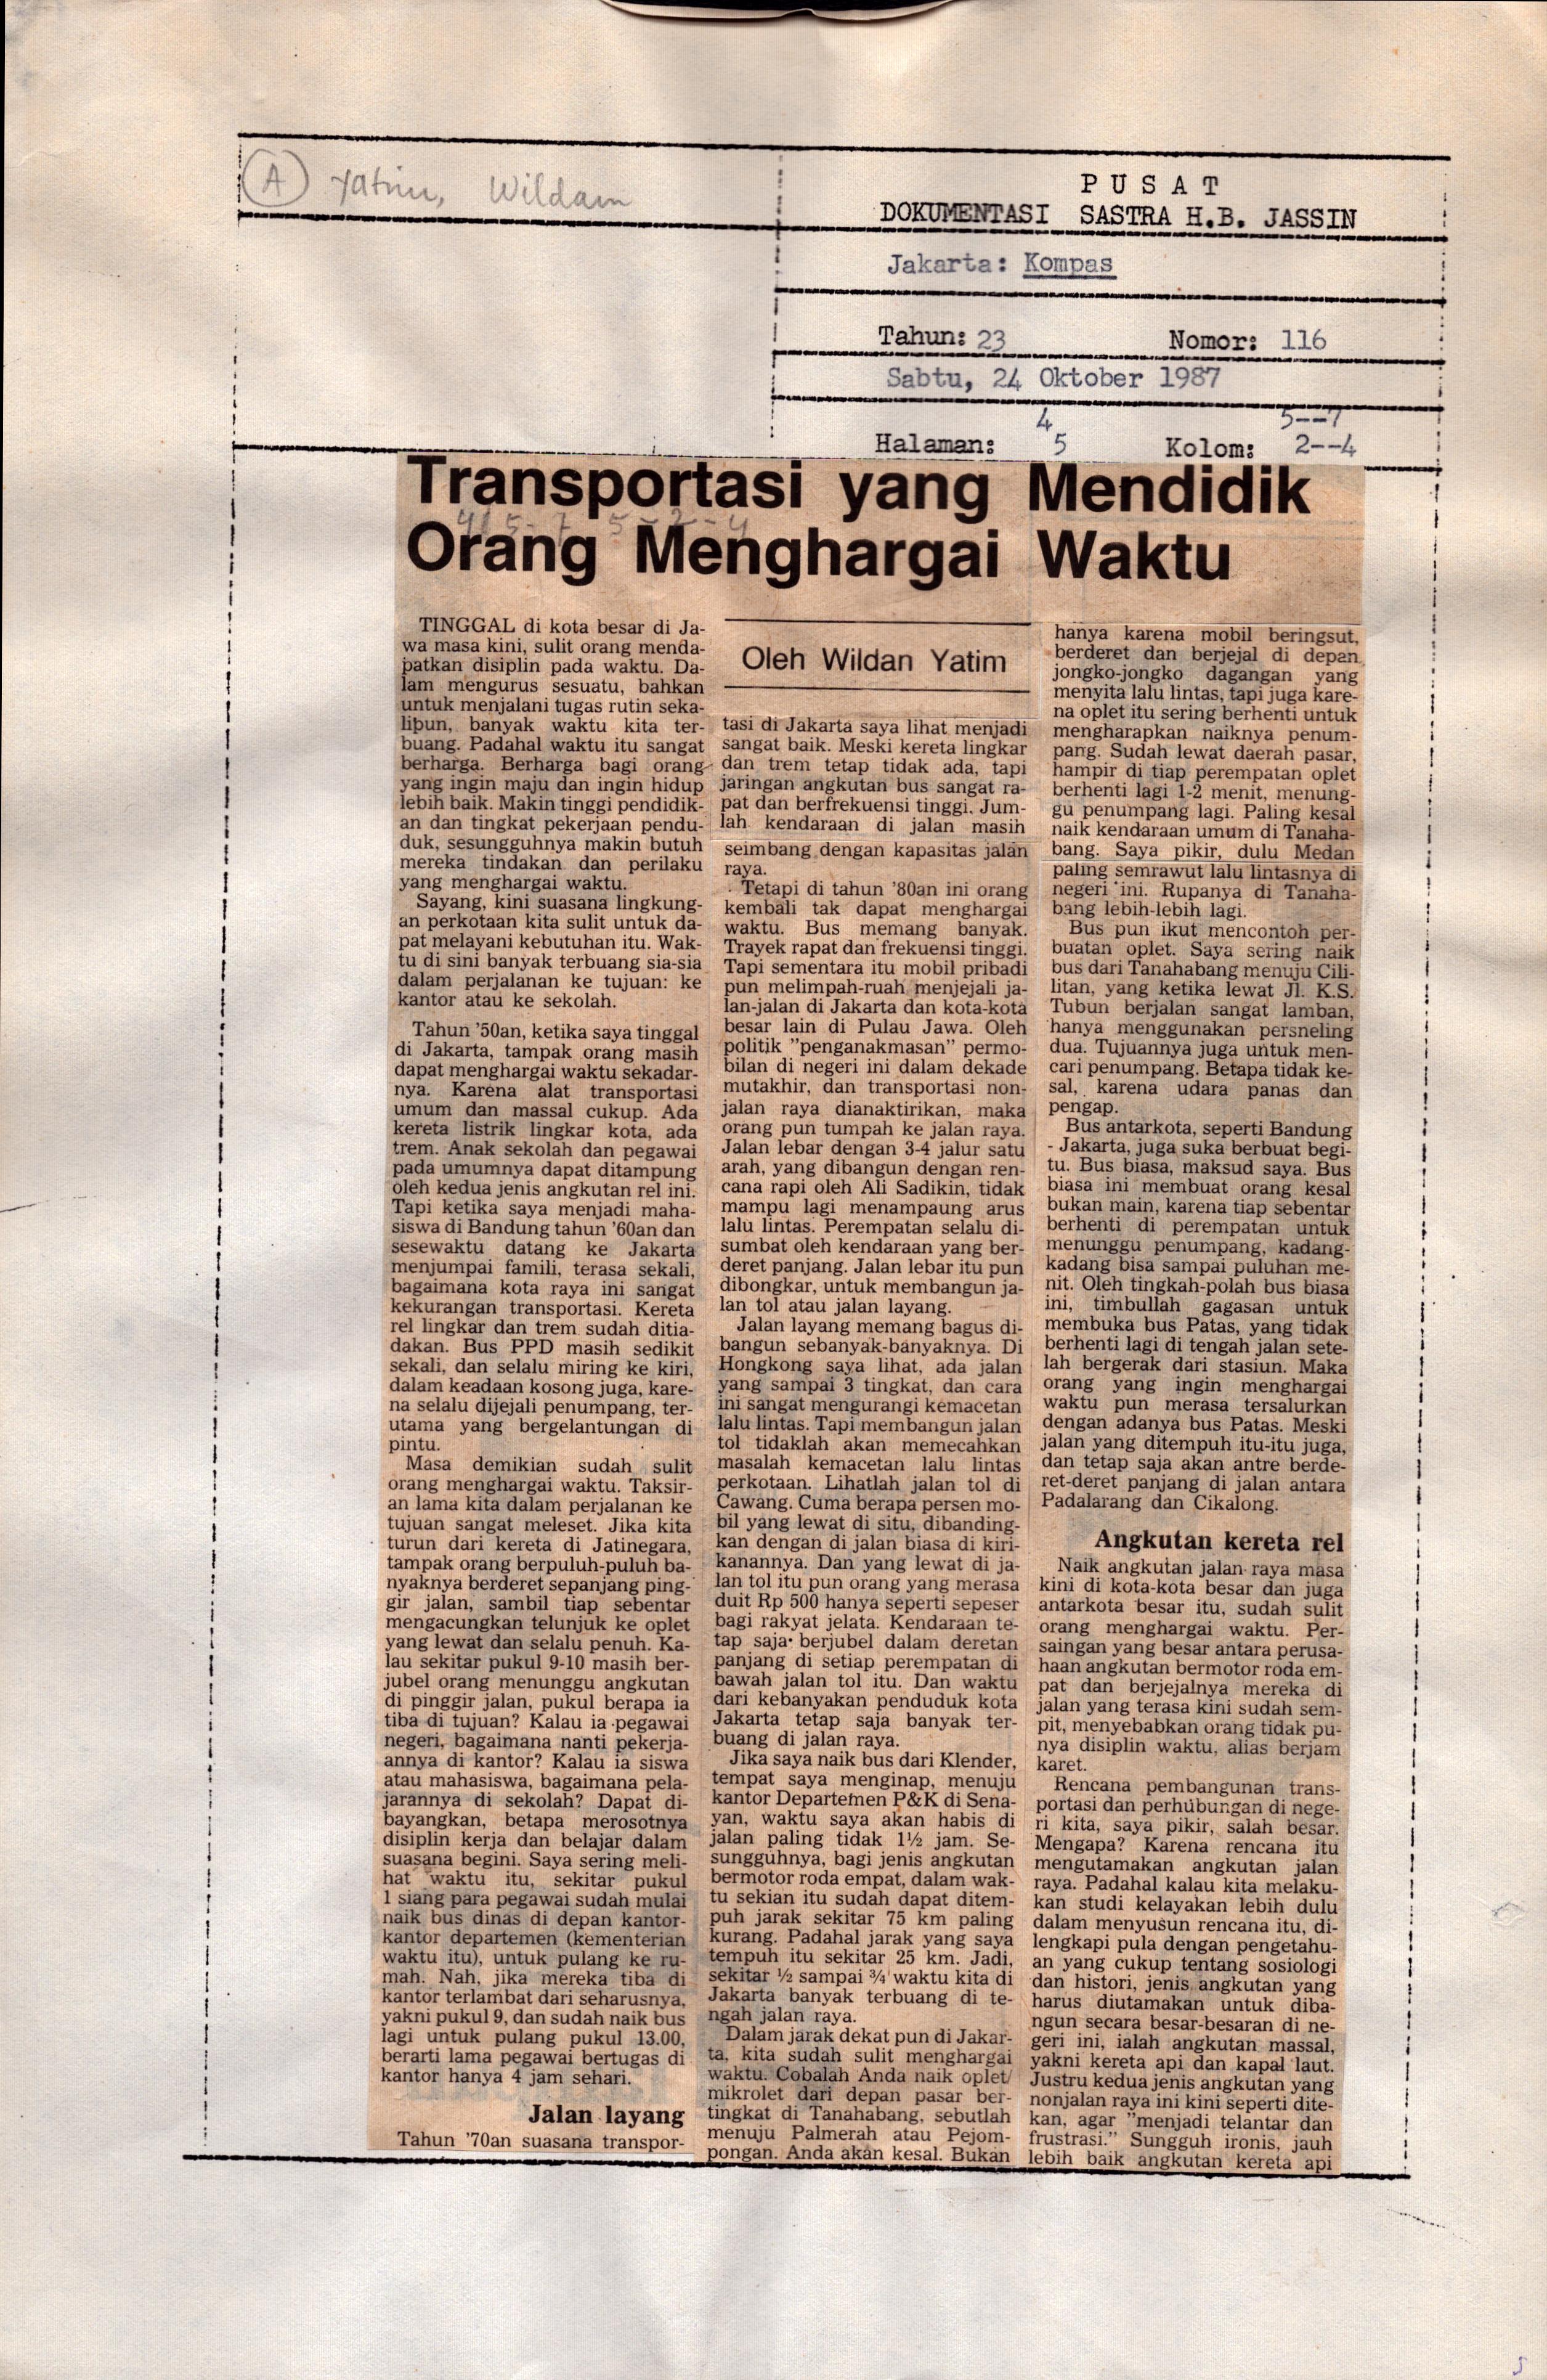 A Yatim, Wildam
PUSAT
DOKUMENTASI SASTRA H.B. JASSIN
Jakarta: Kompas
Tahun: 23 Nomor: 116
Sabtu, 24 Oktober 1987
4 5--7
Halaman: 5 Kolom: 2--4
Transportasi yang Mendidik
4/5-7 5-2-4
Orang Menghargai Waktu
TINGGAL di kota besar di Ja-
wa masa kini, sulit orang menda-
patkan disiplin pada waktu. Da-
lam mengurus sesuatu, bahkan
untuk menjalani tugas rutin seka-
lipun, banyak waktu kita ter-
buang. Padahal waktu itu sangat
berharga. Berharga bagi orang
yang ingin maju dan ingin hidup
lebih baik. Makin tinggi pendidik-
an dan tingkat pekerjaan pendu-
duk, sesungguhnya makin butuh
mereka tindakan dan perilaku
yang menghargai waktu.
Sayang, kini suasana lingkung-
an perkotaan kita sulit untuk da-
pat melayani kebutuhan itu. Wak-
tu di sini banyak terbuang sia-sia
dalam perjalanan ke tujuan: ke
kantor atau ke sekolah.
Tahun '50an, ketika saya tinggal
di Jakarta, tampak orang masih
dapat menghargai waktu sekadar-
nya. Karena alat transportasi
umum dan massal cukup. Ada
kereta listrik lingkar kota, ada
trem. Anak sekolah dan pegawai
pada umumnya dapat ditampung
oleh kedua jenis angkutan rel ini.
Tapi ketika saya menjadi maha-
siswa di Bandung tahun '60an dan
sesewaktu datang ke Jakarta
menjumpai famili, terasa sekali,
bagaimana kota raya ini sangat
kekurangan transportasi. Kereta
rel lingkar dan trem sudah ditia-
dakan. Bus PPD masih sedikit
sekali, dan selalu miring ke kiri,
dalam keadaan kosong juga, kare-
na selalu dijejali penumpang, ter-
utama yang bergelantungan di
pintu.
Masa demikian sudah sulit
orang menghargai waktu. Taksir-
an lama kita dalam perjalanan ke
tujuan sangat meleset. Jika kita
turun dari kereta di Jatinegara,
tampak orang berpuluh-puluh ba-
nyaknya berderet sepanjang ping-
gir jalan, sambil tiap sebentar
mengacungkan telunjuk ke oplet
yang lewat dan selalu penuh. Ka-
lau sekitar pukul 9-10 masih ber-
jubel orang menunggu angkutan
di pinggir jalan, pukul berapa ia
tiba di tujuan? Kalau ia pegawai
negeri, bagaimana nanti pekerja-
annya di kantor? Kalau ia siswa
atau mahasiswa, bagaimana pela-
jarannya di sekolah? Dapat di-
bayangkan, betapa merosotnya
disiplin kerja dan belajar dalam
suasana begini. Saya sering meli-
hat waktu itu, sekitar pukul
1 siang para pegawai sudah mulai
naik bus dinas di depan kantor-
kantor departemen (kementerian
waktu itu), untuk pulang ke ru-
mah. Nah, jika mereka tiba di
kantor terlambat dari seharusnya,
yakni pukul 9, dan sudah naik bus
lagi untuk pulang pukul 13.00,
berarti lama pegawai bertugas di
kantor hanya 4 jam sehari.
Jalan layang
Tahun '70an suasana transpor-
Oleh Wildan Yatim
tasi di Jakarta saya lihat menjadi
sangat baik. Meski kereta lingkar
dan trem tetap tidak ada, tapi
jaringan angkutan bus sangat ra-
pat dan berfrekuensi tinggi. Jum-
lah kendaraan di jalan masih
seimbang dengan kapasitas jalan
raya.
Tetapi di tahun '80an ini orang
kembali tak dapat menghargai
waktu. Bus memang banyak.
Trayek rapat dan frekuensi tinggi.
Tapi sementara itu mobil pribadi
pun melimpah-ruah menjejali ja-
lan-jalan di Jakarta dan kota-kota
besar lain di Pulau Jawa. Oleh
politik "penganakmasan" permo-
bilan di negeri ini dalam dekade
mutakhir, dan transportasi non-
jalan raya dianaktirikan, maka
orang pun tumpah ke jalan raya.
Jalan lebar dengan 3-4 jalur satu
arah, yang dibangun dengan ren-
cana rapi oleh Ali Sadikin, tidak
mampu lagi menampaung arus
lalu lintas. Perempatan selalu di-
sumbat oleh kendaraan yang ber-
deret panjang. Jalan lebar itu pun
dibongkar, untuk membangun ja-
lan tol atau jalan layang.
Jalan layang memang bagus di-
bangun sebanyak-banyaknya. Di
Hongkong saya lihat, ada jalan
yang sampai 3 tingkat, dan cara
ini sangat mengurangi kemacetan
lalu lintas. Tapi membangun jalan
tol tidaklah akan memecahkan
masalah kemacetan lalu lintas
perkotaan. Lihatlah jalan tol di
Cawang. Cuma berapa persen mo-
bil yang lewat di situ, dibanding-
kan dengan di jalan biasa di kiri-
kanannya. Dan yang lewat di ja-
lan tol itu pun orang yang merasa
duit Rp 500 hanya seperti sepeser
bagi rakyat jelata. Kendaraan te-
tap saja berjubel dalam deretan
panjang di setiap perempatan di
bawah jalan tol itu. Dan waktu
dari kebanyakan penduduk kota
Jakarta tetap saja banyak ter-
buang di jalan raya.
Jika saya naik bus dari Klender,
tempat saya menginap, menuju
kantor Departemen P&K di Sena-
yan, waktu saya akan habis di
jalan paling tidak 1½ jam. Se-
sungguhnya, bagi jenis angkutan
bermotor roda empat, dalam wak-
tu sekian itu sudah dapat ditem-
puh jarak sekitar 75 km paling
kurang. Padahal jarak yang saya
tempuh itu sekitar 25 km. Jadi,
sekitar ½ sampai ¾ waktu kita di
Jakarta banyak terbuang di te-
ngah jalan raya.
Dalam jarak dekat pun di Jakar-
ta, kita sudah sulit menghargai
waktu. Cobalah Anda naik oplet/
mikrolet dari depan pasar ber-
tingkat di Tanahabang, sebutlah
menuju Palmerah atau Pejom-
pongan. Anda akan kesal. Bukan
hanya karena mobil beringsut,
berderet dan berjejal di depan
jongko-jongko dagangan yang
menyita lalu lintas, tapi juga kare-
na oplet itu sering berhenti untuk
mengharapkan naiknya penum-
pang. Sudah lewat daerah pasar,
hampir di tiap perempatan oplet
berhenti lagi 1-2 menit, menung-
gu penumpang lagi. Paling kesal
naik kendaraan umum di Tanaha-
bang. Saya pikir, dulu Medan
paling semrawut lalu lintasnya di
negeri ini. Rupanya di Tanaha-
bang lebih-lebih lagi.
Bus pun ikut mencontoh per-
buatan oplet. Saya sering naik
bus dari Tanahabang menuju Cili-
litan, yang ketika lewat Jl. K.S.
Tubun berjalan sangat lamban,
hanya menggunakan persneling
dua. Tujuannya juga untuk men-
cari penumpang. Betapa tidak ke-
sal, karena udara panas dan
pengap.
Bus antarkota, seperti Bandung
- Jakarta, juga suka berbuat begi-
tu. Bus biasa, maksud saya. Bus
biasa ini membuat orang kesal
bukan main, karena tiap sebentar
berhenti di perempatan untuk
menunggu penumpang, kadang-
kadang bisa sampai puluhan me-
nit. Oleh tingkah-polah bus biasa
ini, timbullah gagasan untuk
membuka bus Patas, yang tidak
berhenti lagi di tengah jalan sete-
lah bergerak dari stasiun. Maka
orang yang ingin menghargai
waktu pun merasa tersalurkan
dengan adanya bus Patas. Meski
jalan yang ditempuh itu-itu juga,
dan tetap saja akan antre berde-
ret-deret panjang di jalan antara
Padalarang dan Cikalong.
Angkutan kereta rel
Naik angkutan jalan raya masa
kini di kota-kota besar dan juga
antarkota besar itu, sudah sulit
orang menghargai waktu. Per-
saingan yang besar antara perusa-
haan angkutan bermotor roda em-
pat dan berjejalnya mereka di
jalan yang terasa kini sudah sem-
pit, menyebabkan orang tidak pu-
nya disiplin waktu, alias berjam
karet.
Rencana pembangunan trans-
portasi dan perhubungan di nege-
ri kita, saya pikir, salah besar.
Mengapa? Karena rencana itu
mengutamakan angkutan jalan
raya. Padahal kalau kita melaku-
kan studi kelayakan lebih dulu
dalam menyusun rencana itu, di-
lengkapi pula dengan pengetahu-
an yang cukup tentang sosiologi
dan histori, jenis angkutan yang
harus diutamakan untuk diba-
ngun secara besar-besaran di ne-
geri ini, ialah angkutan massal,
yakni kereta api dan kapal laut.
Justru kedua jenis angkutan yang
nonjalan raya ini kini seperti dite-
kan, agar "menjadi telantar dan
frustrasi." Sungguh ironis, jauh
lebih baik angkutan kereta api